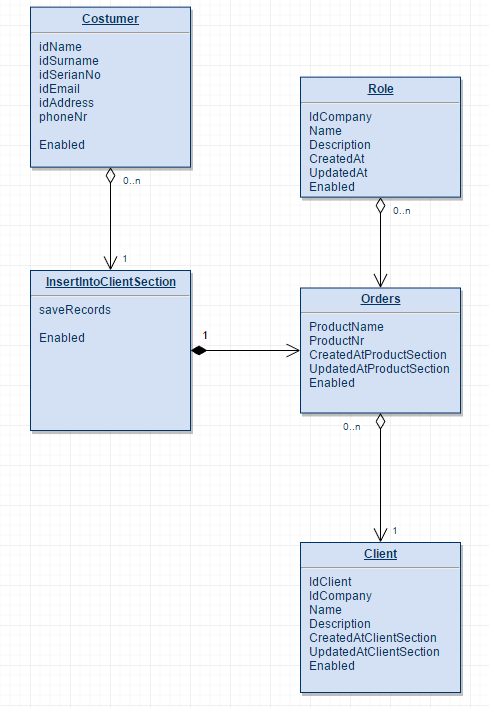 Costumer
idName
idSurname
idSerianNo
idEmail
idAddress
phoneNr
Enabled
0..n
1
InsertIntoClientSection
saveRecords
Enabled
1
Role
IdCompany
Name
Description
CreatedAt
UpdatedAt
Enabled
0..n
Orders
ProductName
ProductNr
CreatedAtProductSection
UpdatedAtProductSection
Enabled
0..n
1
Client
IdClient
IdCompany
Name
Description
CreatedAtClientSection
UpdatedAtClientSection
Enabled